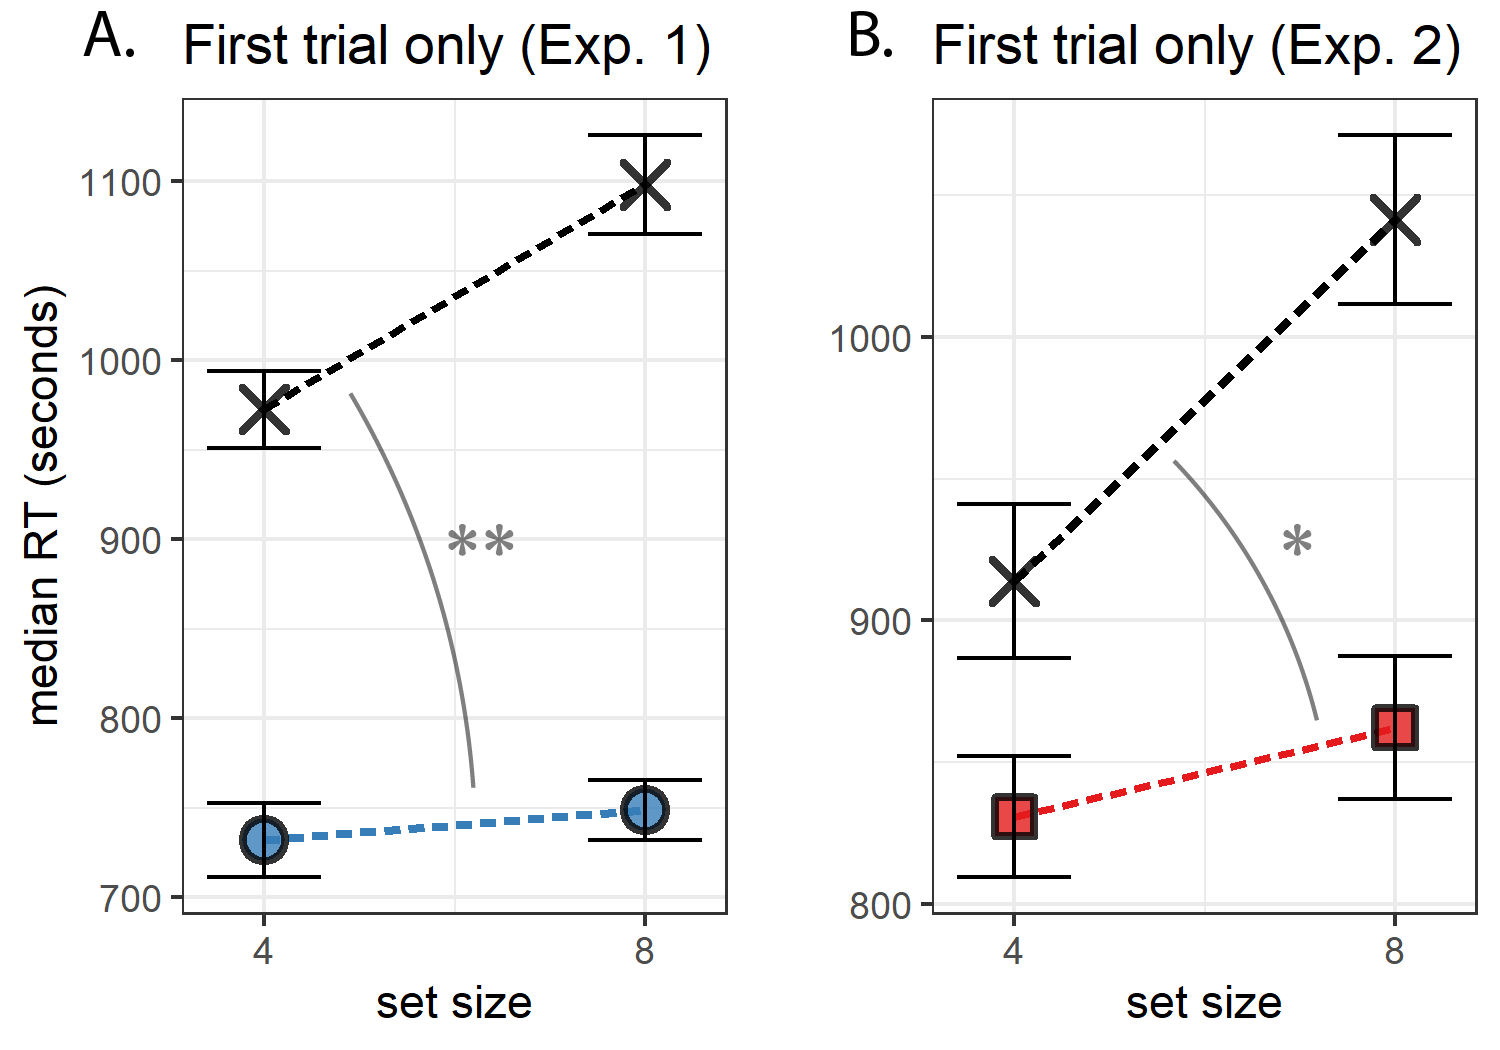 A. First trial only (Exp. 1)
median RT (seconds)
1100
1000
900
800
700
**
4 8
set size
B. First trial only (Exp. 2)
1000
900
800
*
4 8
set size